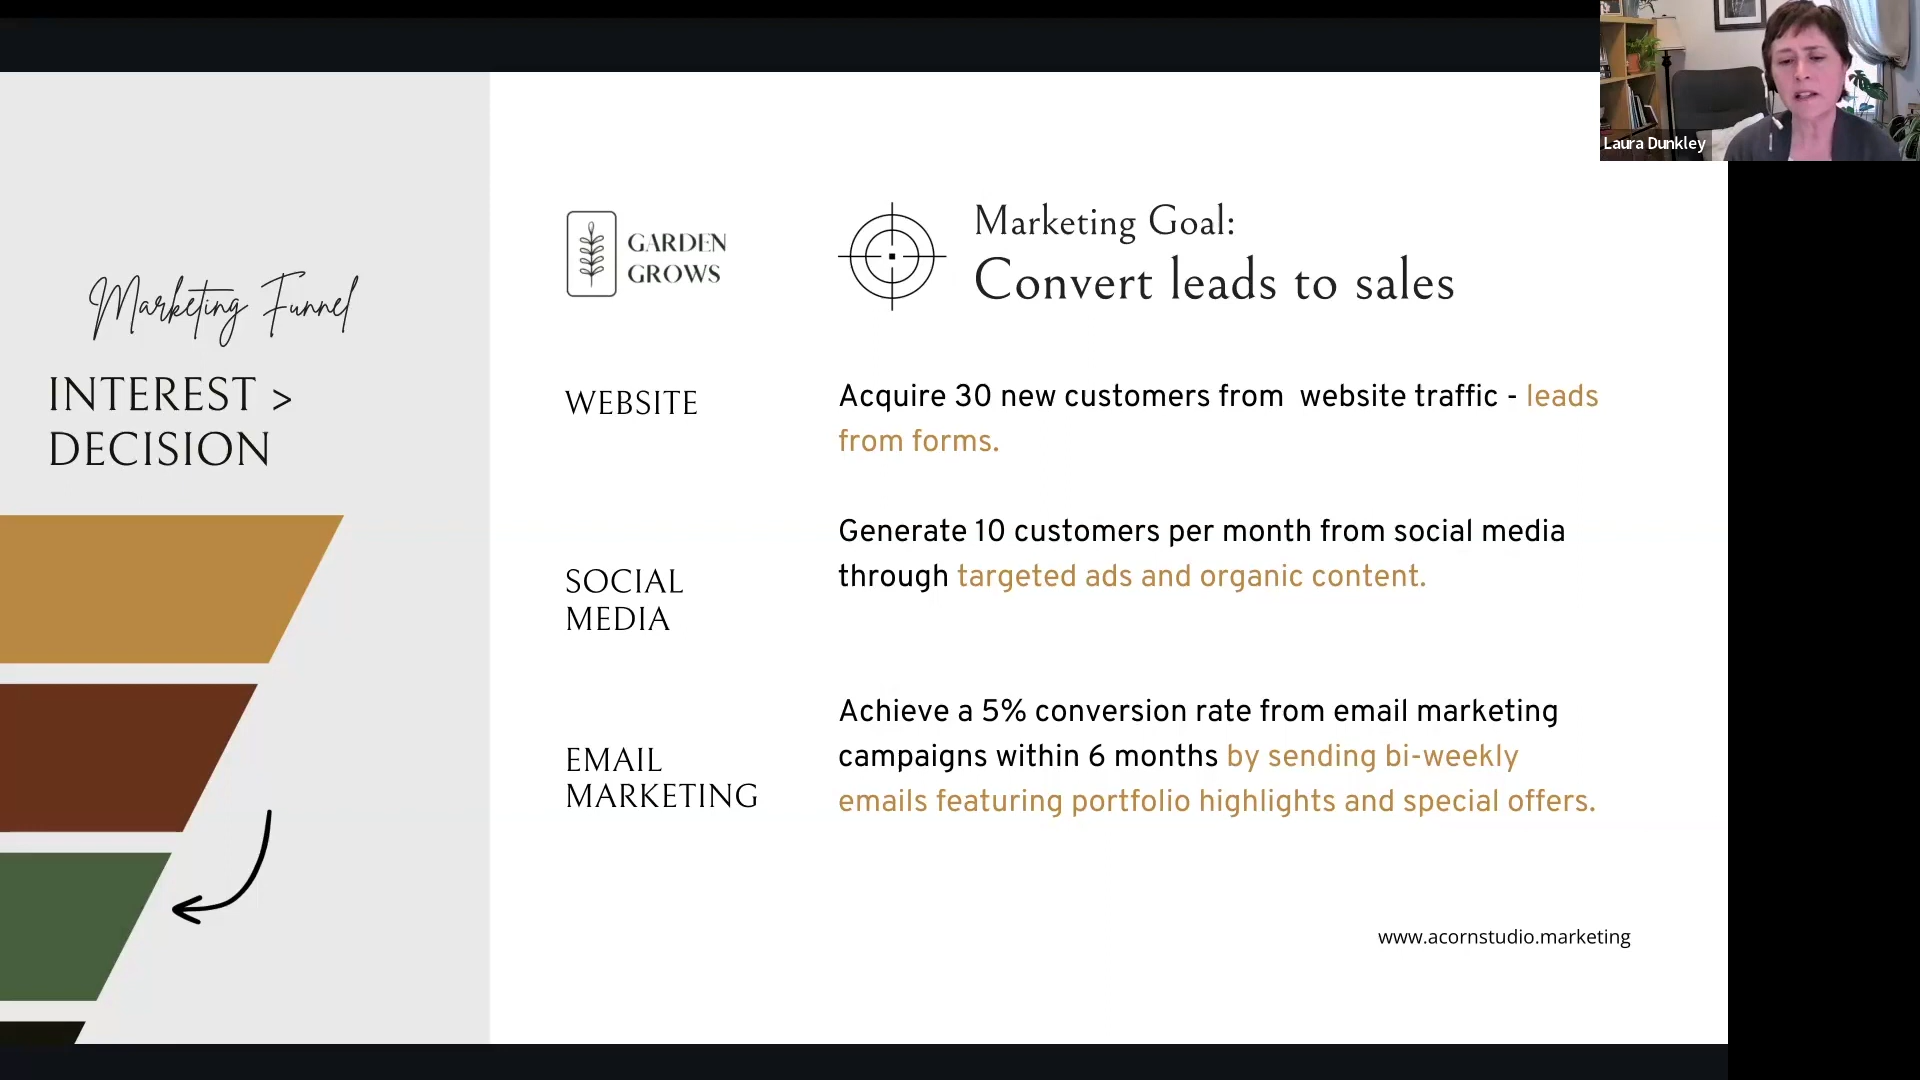 Laura Dunkley
Marketing Funnel
INTEREST >
DECISION
GARDEN
GROWS
Marketing Goal:
Convert leads to sales
WEBSITE
Acquire 30 new customers from  website traffic - leads
from forms.
SOCIAL
MEDIA
Generate 10 customers per month from social media
through targeted ads and organic content.
EMAIL
MARKETING
Achieve a 5% conversion rate from email marketing
campaigns within 6 months by sending bi-weekly
emails featuring portfolio highlights and special offers.
www.acornstudio.marketing